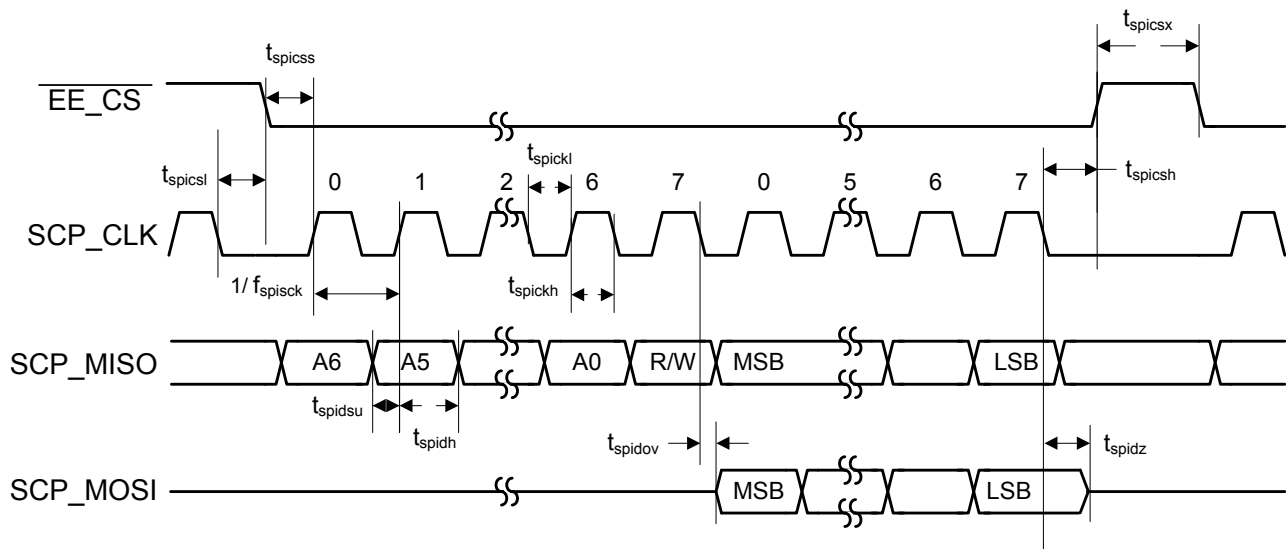 t_spicsx
t_spicss
EE_CS
t_spicsl
t_spickl
t_spicsh
0 1 2 6 7 0 5 6 7
SCP_CLK
1/ f_spisck
t_spickh
SCP_MISO A6 A5 A0 R/W MSB LSB
t_spidsu
t_spidh
t_spidov
t_spidz
SCP_MOSI MSB LSB